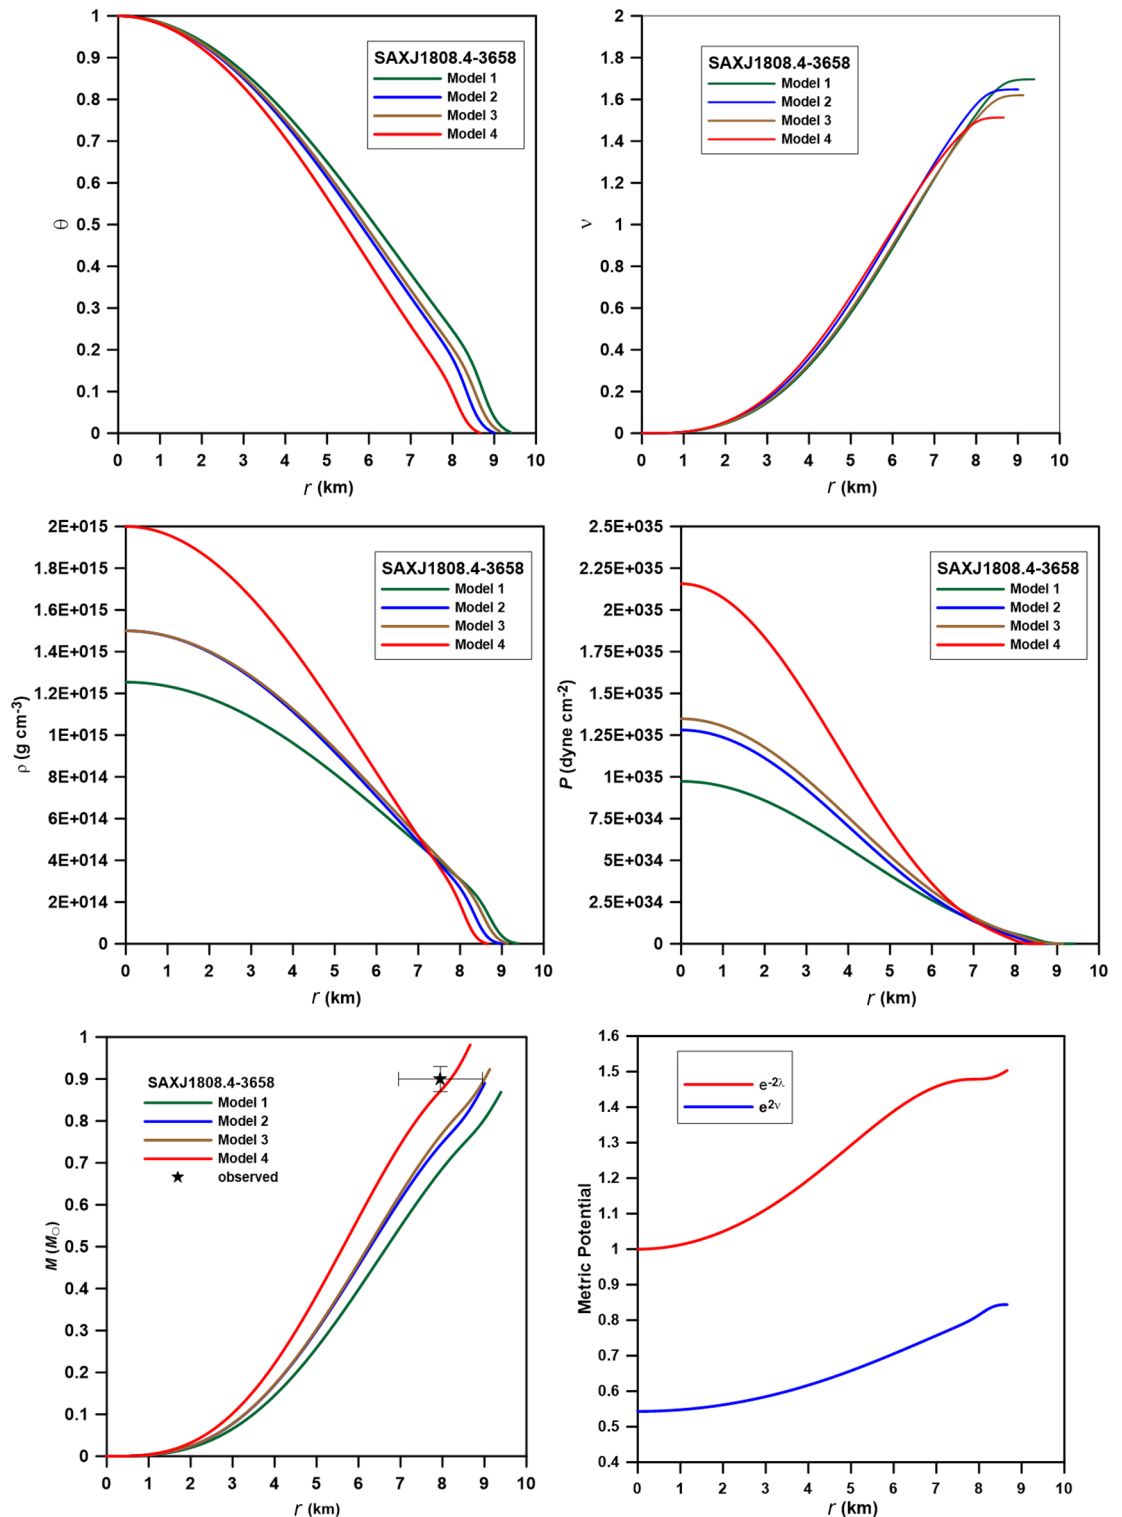 1
0.9
0.8
0.7
0.6
0.5
0.4
0.3
0.2
0.1
0
θ
SAXJ1808.4-3658
Model 1
Model 2
Model 3
Model 4
0 1 2 3 4 5 6 7 8 9 10
r (km)
2
1.8
1.6
1.4
1.2
1
0.8
0.6
0.4
0.2
0
ν
SAXJ1808.4-3658
Model 1
Model 2
Model 3
Model 4
0 1 2 3 4 5 6 7 8 9 10
r (km)
2E+015
1.8E+015
1.6E+015
1.4E+015
1.2E+015
1E+015
8E+014
6E+014
4E+014
2E+014
0
ρ (g cm-3)
SAXJ1808.4-3658
Model 1
Model 2
Model 3
Model 4
0 1 2 3 4 5 6 7 8 9 10
r (km)
2.5E+035
2.25E+035
2E+035
1.75E+035
1.5E+035
1.25E+035
1E+035
7.5E+034
5E+034
2.5E+034
0
P (dyne cm-2)
SAXJ1808.4-3658
Model 1
Model 2
Model 3
Model 4
0 1 2 3 4 5 6 7 8 9 10
r (km)
1
0.9
0.8
0.7
0.6
0.5
0.4
0.3
0.2
0.1
0
M (M○)
SAXJ1808.4-3658
Model 1
Model 2
Model 3
Model 4
observed
0 1 2 3 4 5 6 7 8 9 10
r (km)
1.6
1.5
1.4
1.3
1.2
1.1
1
0.9
0.8
0.7
0.6
0.5
0.4
Metric Potential
e-2λ
e2ν
0 1 2 3 4 5 6 7 8 9 10
r (km)